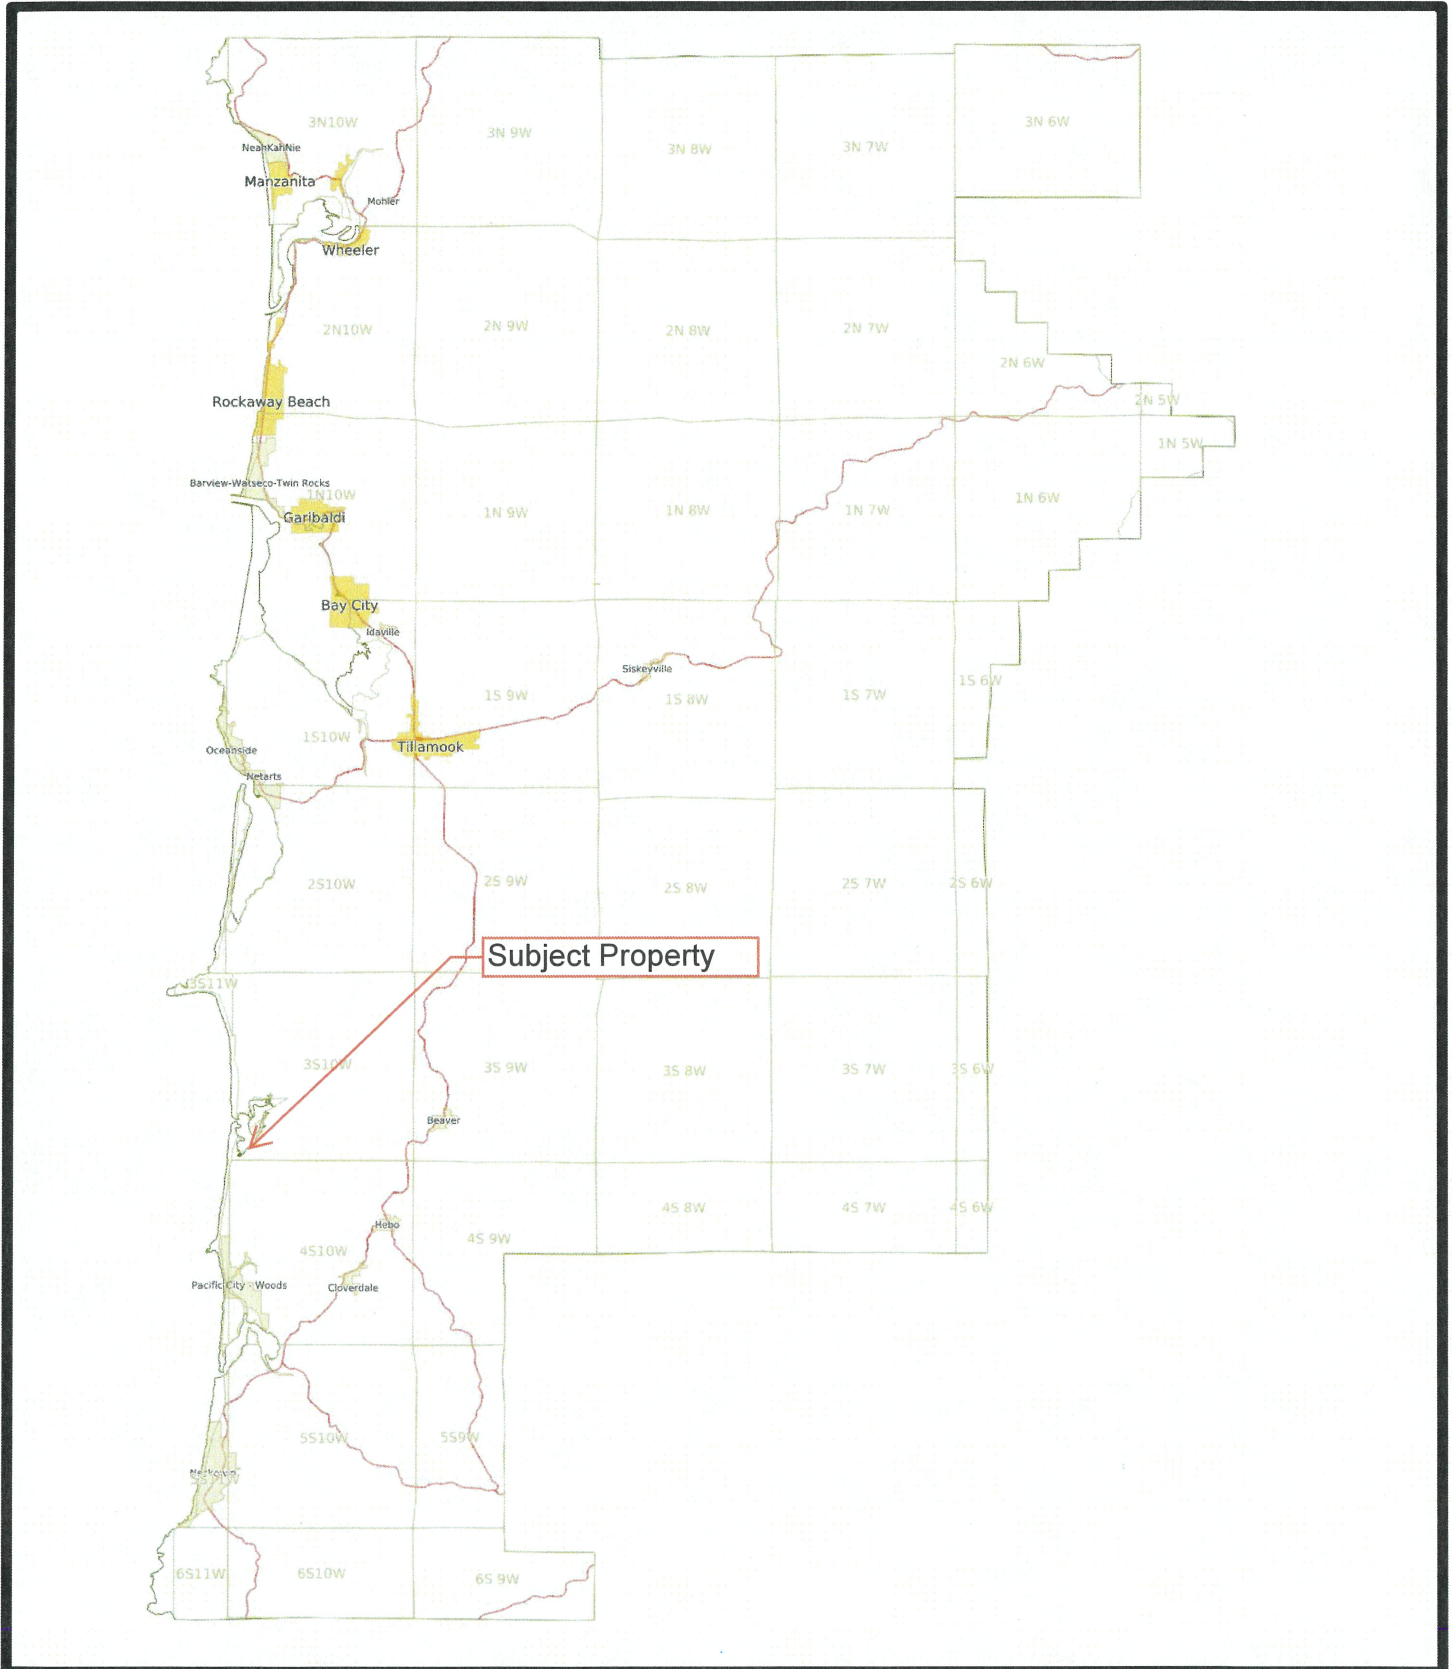 3N10W
3N 9W
3N 8W
3N 7W
3N 6W
NeahKahNie
Manzanita
Mohler
Wheeler
2N10W
2N 9W
2N 8W
2N 7W
2N 6W
2N 5W
Rockaway Beach
1N 5W
Barview-Watseco-Twin Rocks
1N10W
1N 9W
1N 8W
1N 7W
1N 6W
Garibaldi
Bay City
Idaville
Siskeyville
1S 9W
1S 8W
1S 7W
1S 6W
1S10W
Tillamook
Oceanside
Netarts
2S10W
2S 9W
2S 8W
2S 7W
2S 6W
Subject Property
3S11W
3S10W
3S 9W
3S 8W
3S 7W
3S 6W
Beaver
4S 8W
4S 7W
4S 6W
Hebo
4S 9W
4S10W
Pacific City - Woods
Cloverdale
5S10W
5S9W
6S11W
6S10W
6S 9W